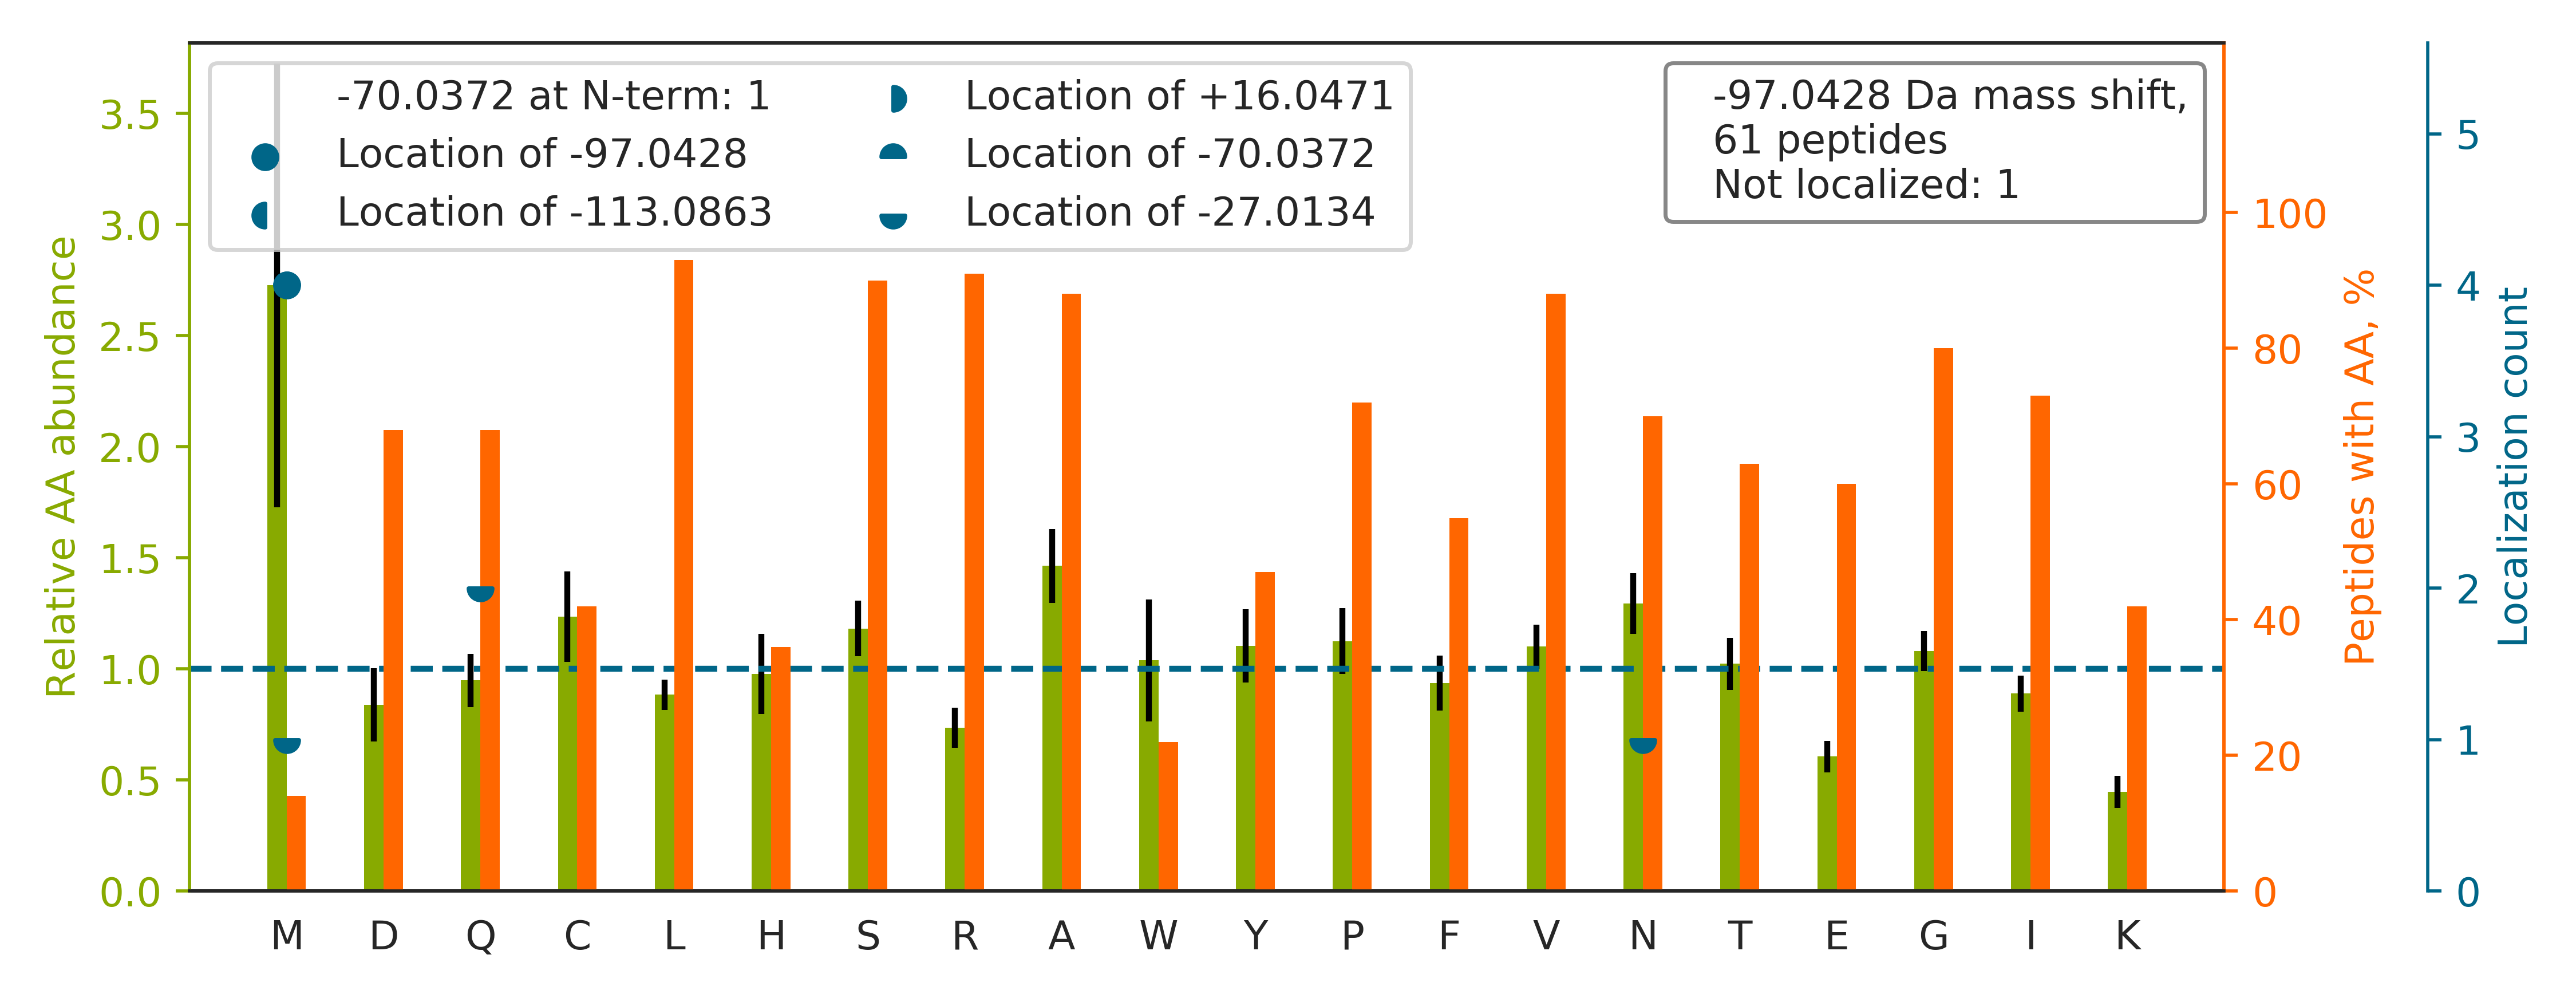 -70.0372 at N-term: 1
Location of -97.0428
Location of -113.0863
Location of +16.0471
Location of -70.0372
Location of -27.0134
-97.0428 Da mass shift,
61 peptides
Not localized: 1
Relative AA abundance
3.5
3.0
2.5
2.0
1.5
1.0
0.5
0.0
100
80
60
40
20
0
Peptides with AA, %
5
4
3
2
1
0
Localization count
M D Q C L H S R A W Y P F V N T E G I K